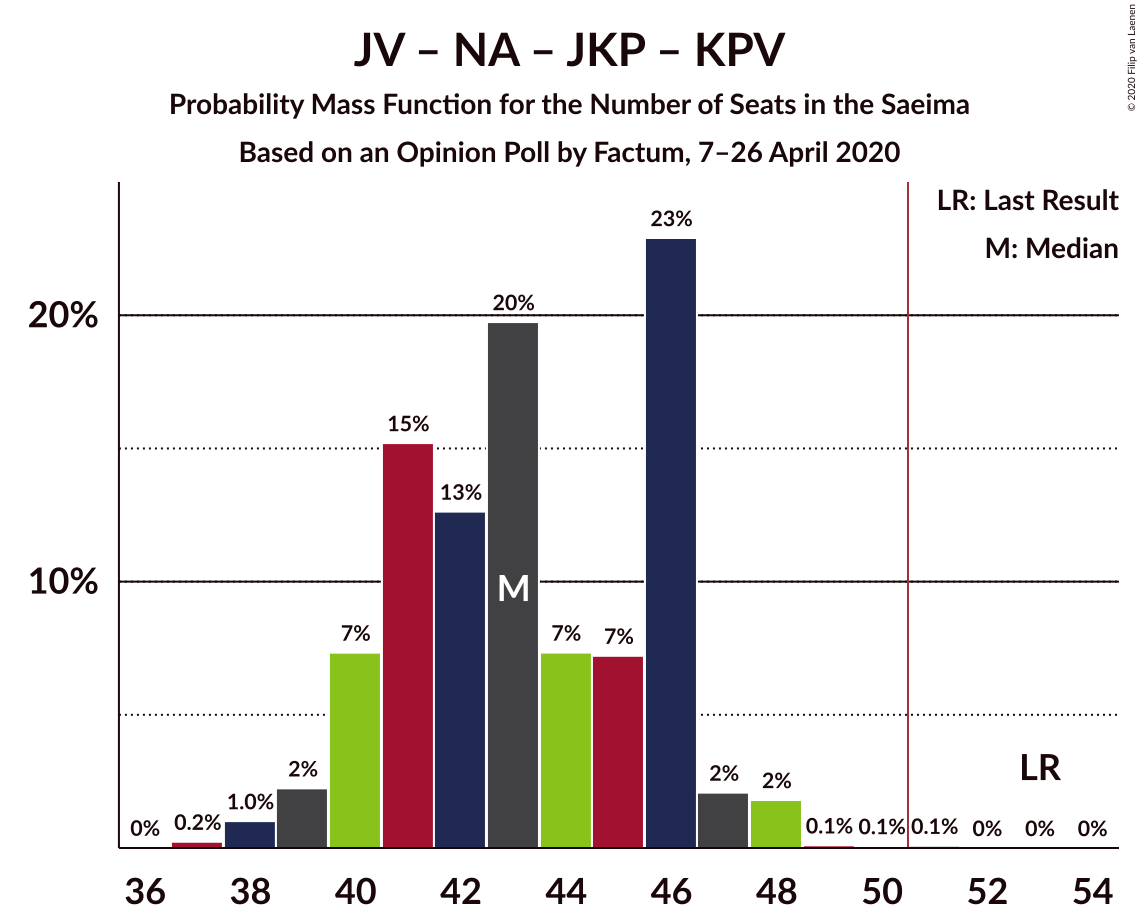 JV – NA – JKP – KPV
Probability Mass Function for the Number of Seats in the Saeima
Based on an Opinion Poll by Factum, 7–26 April 2020
© 2020 Filip van Laenen
LR: Last Result
M: Median
20%
10%
0%
0.2%
1.0%
2%
7%
15%
13%
20%
7%
7%
23%
2%
2%
0.1%
0.1%
0.1%
0%
0%
0%
M
LR
36 38 40 42 44 46 48 50 52 54